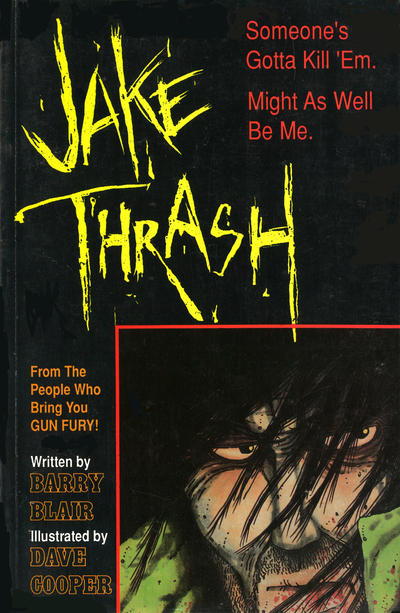 JAKE
THRASH
Someone's
Gotta Kill 'Em.
Might As Well
Be Me.
From The
People Who
Bring You
GUN FURY!
Written by
BARRY
BLAIR
Illustrated by
DAVE
COOPER